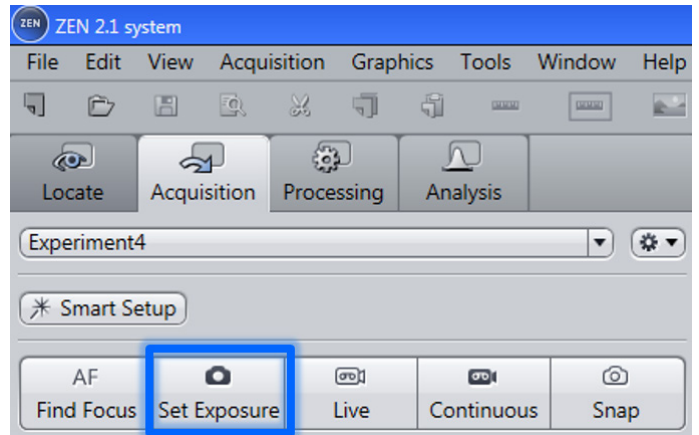 ZEN ZEN 2.1 system
File Edit View Acquisition Graphics Tools Window Help
Locate Acquisition Processing Analysis
Experiment4
Smart Setup
AF
Find Focus Set Exposure Live Continuous Snap